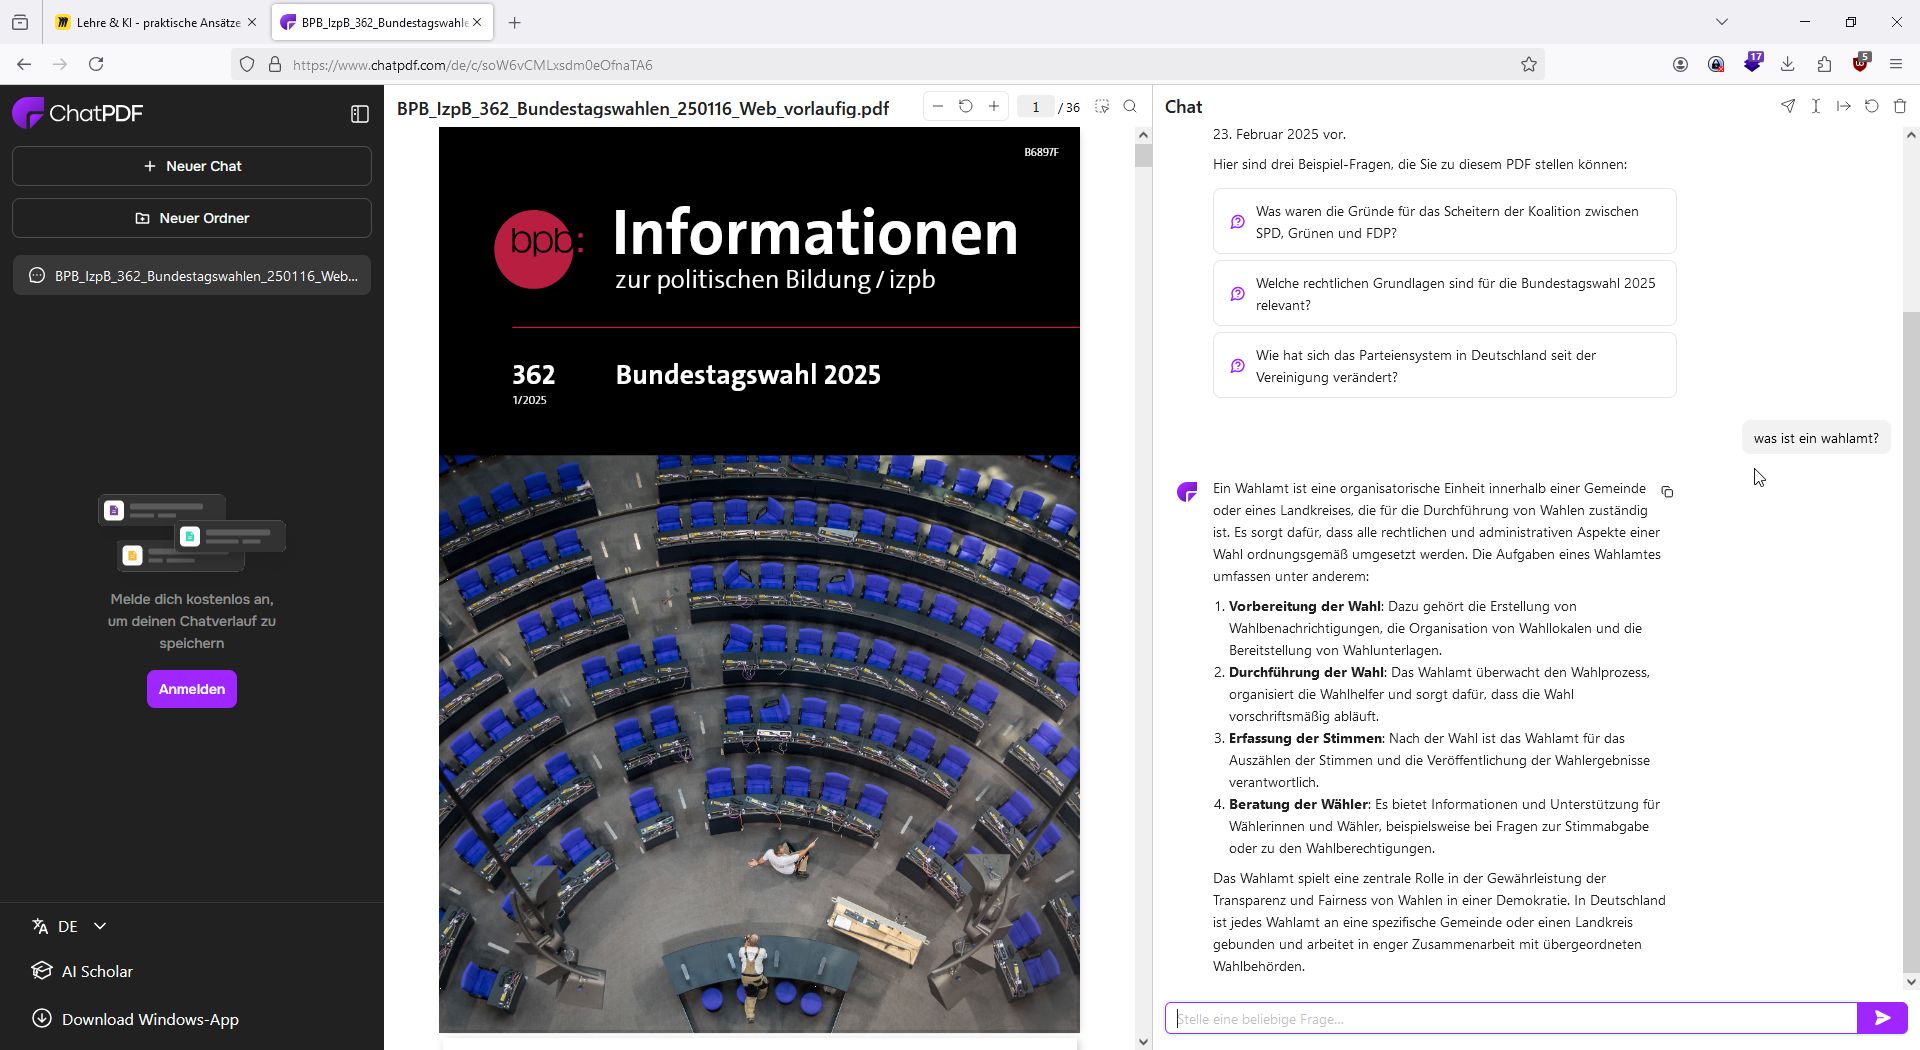 Lehre & KI - praktische Ansätze
BPB_IzpB_362_Bundestagswahle
https://www.chatpdf.com/de/c/soW6vCMLxsdm0eOfnaTA6
17
5
ChatPDF
Neuer Chat
Neuer Ordner
BPB_IzpB_362_Bundestagswahlen_250116_Web...
Melde dich kostenlos an,
um deinen Chatverlauf zu
speichern
Anmelden
DE
AI Scholar
Download Windows-App
BPB_IzpB_362_Bundestagswahlen_250116_Web_vorlaufig.pdf
1 / 36
B6897F
bpb:
Informationen
zur politischen Bildung / izpb
362 Bundestagswahl 2025
1/2025
Chat
23. Februar 2025 vor.
Hier sind drei Beispiel-Fragen, die Sie zu diesem PDF stellen können:
Was waren die Gründe für das Scheitern der Koalition zwischen
SPD, Grünen und FDP?
Welche rechtlichen Grundlagen sind für die Bundestagswahl 2025
relevant?
Wie hat sich das Parteiensystem in Deutschland seit der
Vereinigung verändert?
was ist ein wahlamt?
Ein Wahlamt ist eine organisatorische Einheit innerhalb einer Gemeinde
oder eines Landkreises, die für die Durchführung von Wahlen zuständig
ist. Es sorgt dafür, dass alle rechtlichen und administrativen Aspekte einer
Wahl ordnungsgemäß umgesetzt werden. Die Aufgaben eines Wahlamtes
umfassen unter anderem:
1. Vorbereitung der Wahl: Dazu gehört die Erstellung von
Wahlbenachrichtigungen, die Organisation von Wahllokalen und die
Bereitstellung von Wahlunterlagen.
2. Durchführung der Wahl: Das Wahlamt überwacht den Wahlprozess,
organisiert die Wahlhelfer und sorgt dafür, dass die Wahl
vorschriftsmäßig abläuft.
3. Erfassung der Stimmen: Nach der Wahl ist das Wahlamt für das
Auszählen der Stimmen und die Veröffentlichung der Wahlergebnisse
verantwortlich.
4. Beratung der Wähler: Es bietet Informationen und Unterstützung für
Wählerinnen und Wähler, beispielsweise bei Fragen zur Stimmabgabe
oder zu den Wahlberechtigungen.
Das Wahlamt spielt eine zentrale Rolle in der Gewährleistung der
Transparenz und Fairness von Wahlen in einer Demokratie. In Deutschland
ist jedes Wahlamt an eine spezifische Gemeinde oder einen Landkreis
gebunden und arbeitet in enger Zusammenarbeit mit übergeordneten
Wahlbehörden.
Stelle eine beliebige Frage...